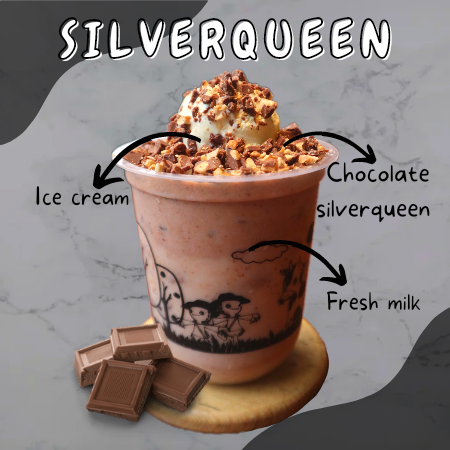 SILVERQUEEN
Ice cream
Chocolate
silverqueen
Fresh milk